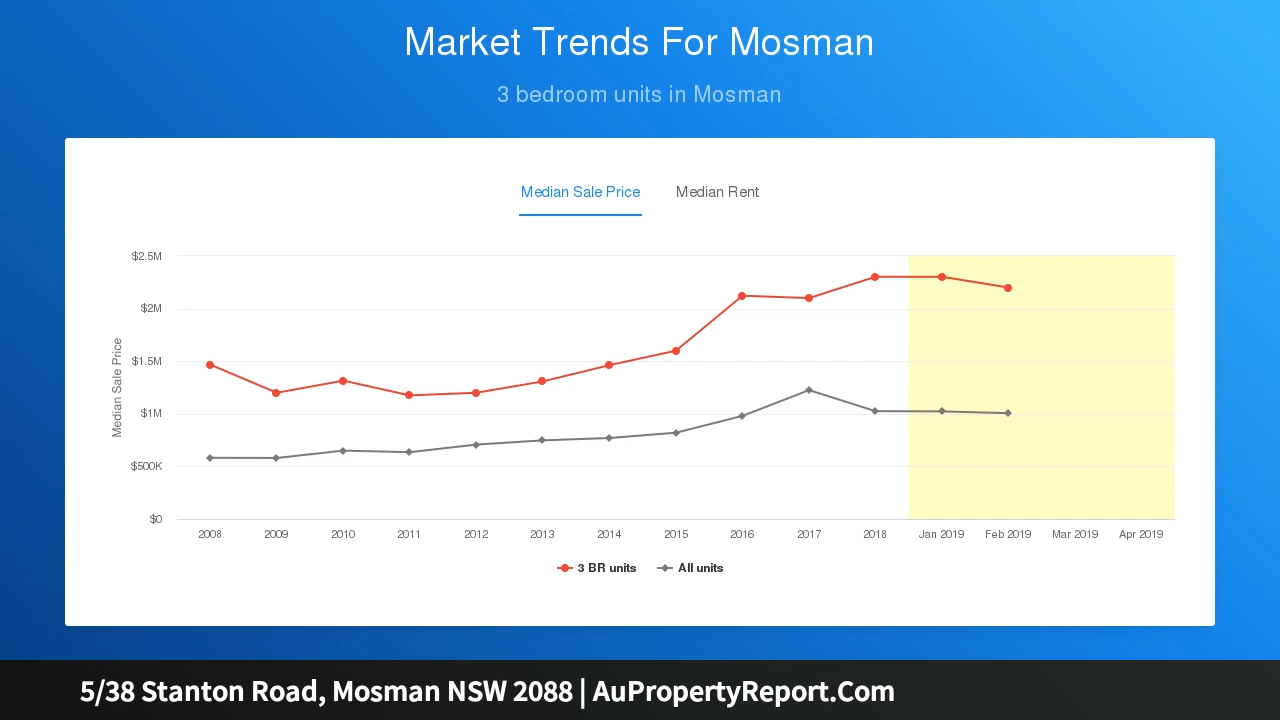 Market Trends For Mosman
3 bedroom units in Mosman
Median Sale Price Median Rent
$2.5M
$2M
$1.5M
$1M
$500K
$0
Median Sale Price
2008 2009 2010 2011 2012 2013 2014 2015 2016 2017 2018 Jan 2019 Feb 2019 Mar 2019 Apr 2019
3 BR units All units
5/38 Stanton Road, Mosman NSW 2088 | AuPropertyReport.Com